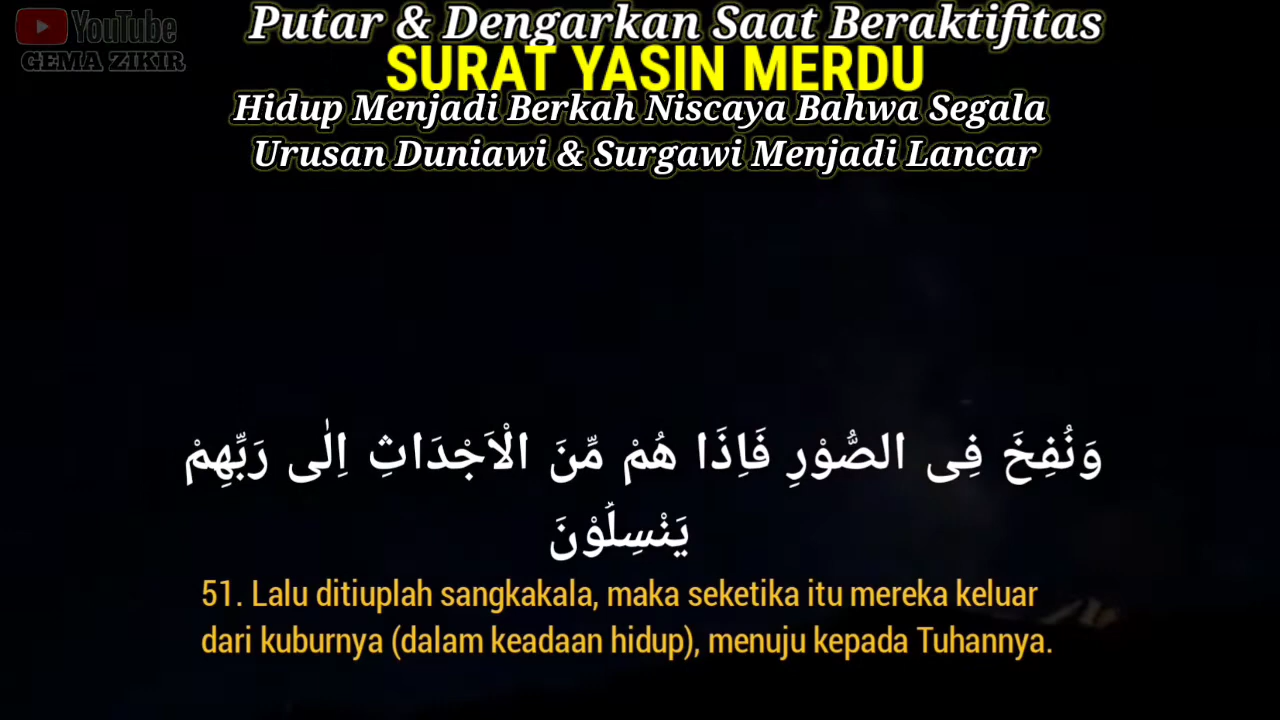 YouTube
GEMA ZIKIR
Putar & Dengarkan Saat Beraktifitas
SURAT YASIN MERDU
Hidup Menjadi Berkah Niscaya Bahwa Segala
Urusan Duniawi & Surgawi Menjadi Lancar
وَنُفِخَ فِى الصُّوْرِ فَاِذَا هُمْ مِّنَ الْاَجْدَاثِ اِلٰى رَبِّهِمْ
يَنْسِلُوْنَ
51. Lalu ditiuplah sangkakala, maka seketika itu mereka keluar
dari kuburnya (dalam keadaan hidup), menuju kepada Tuhannya.